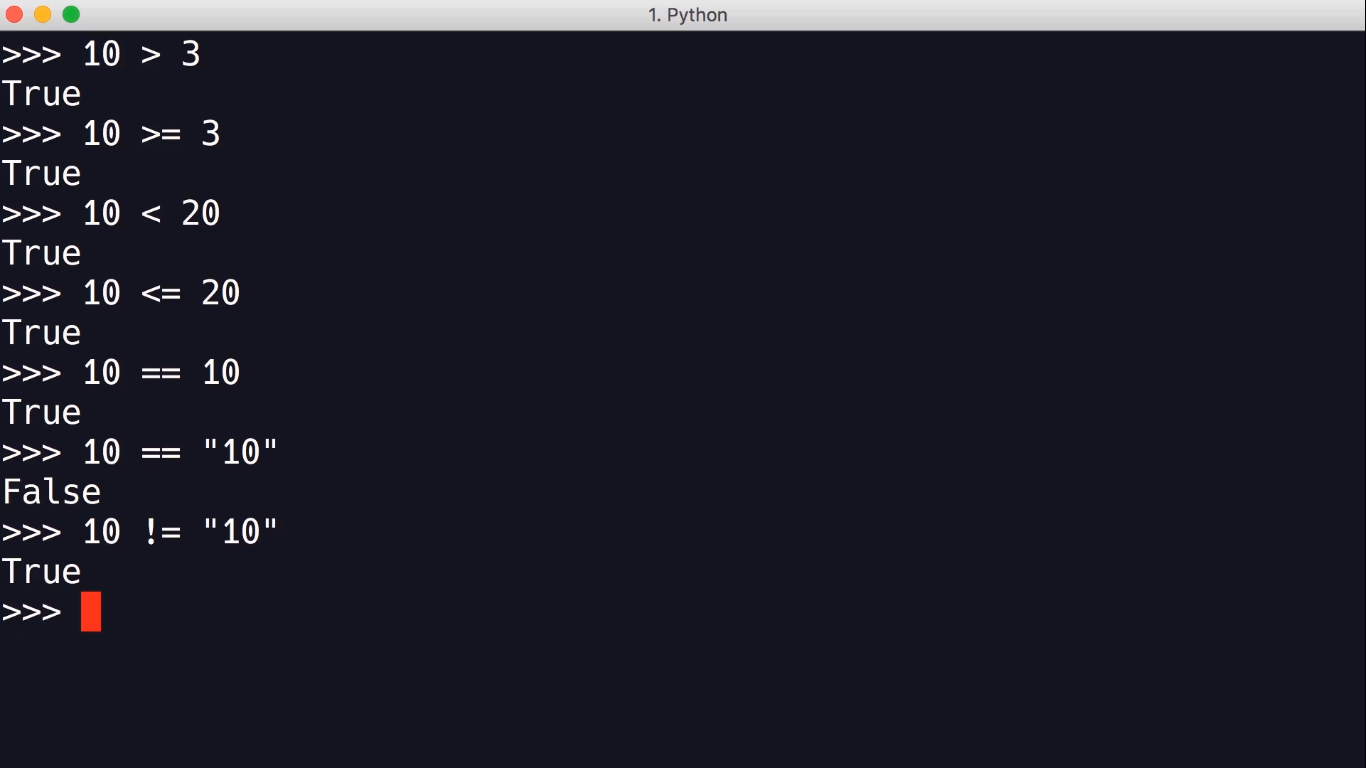 1. Python
>>> 10 > 3
True
>>> 10 >= 3
True
>>> 10 < 20
True
>>> 10 <= 20
True
>>> 10 == 10
True
>>> 10 == "10"
False
>>> 10 != "10"
True
>>>